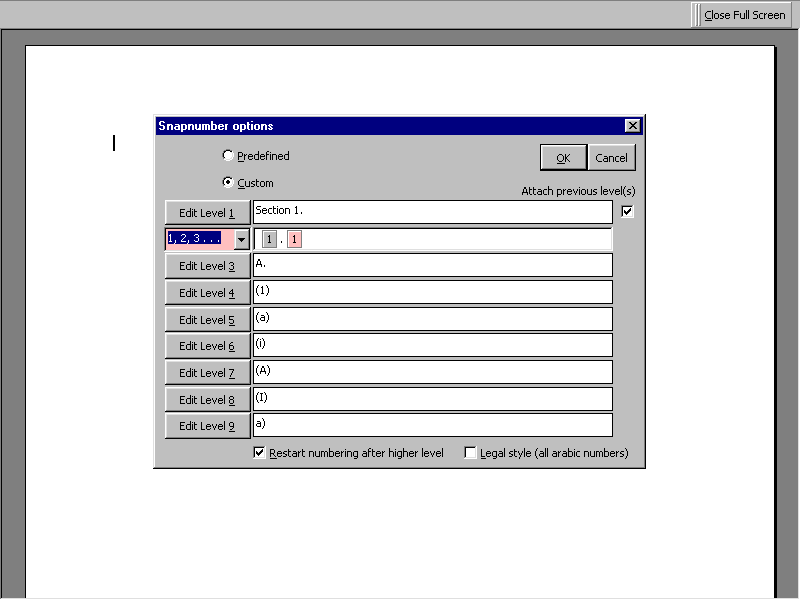 Close Full Screen
Snapnumber options
Predefined
OK Cancel
Custom
Attach previous level(s)
Edit Level 1 Section 1.
1, 2, 3 . . . 1 . 1
Edit Level 3 A.
Edit Level 4 (1)
Edit Level 5 (a)
Edit Level 6 (i)
Edit Level 7 (A)
Edit Level 8 (I)
Edit Level 9 a)
Restart numbering after higher level Legal style (all arabic numbers)